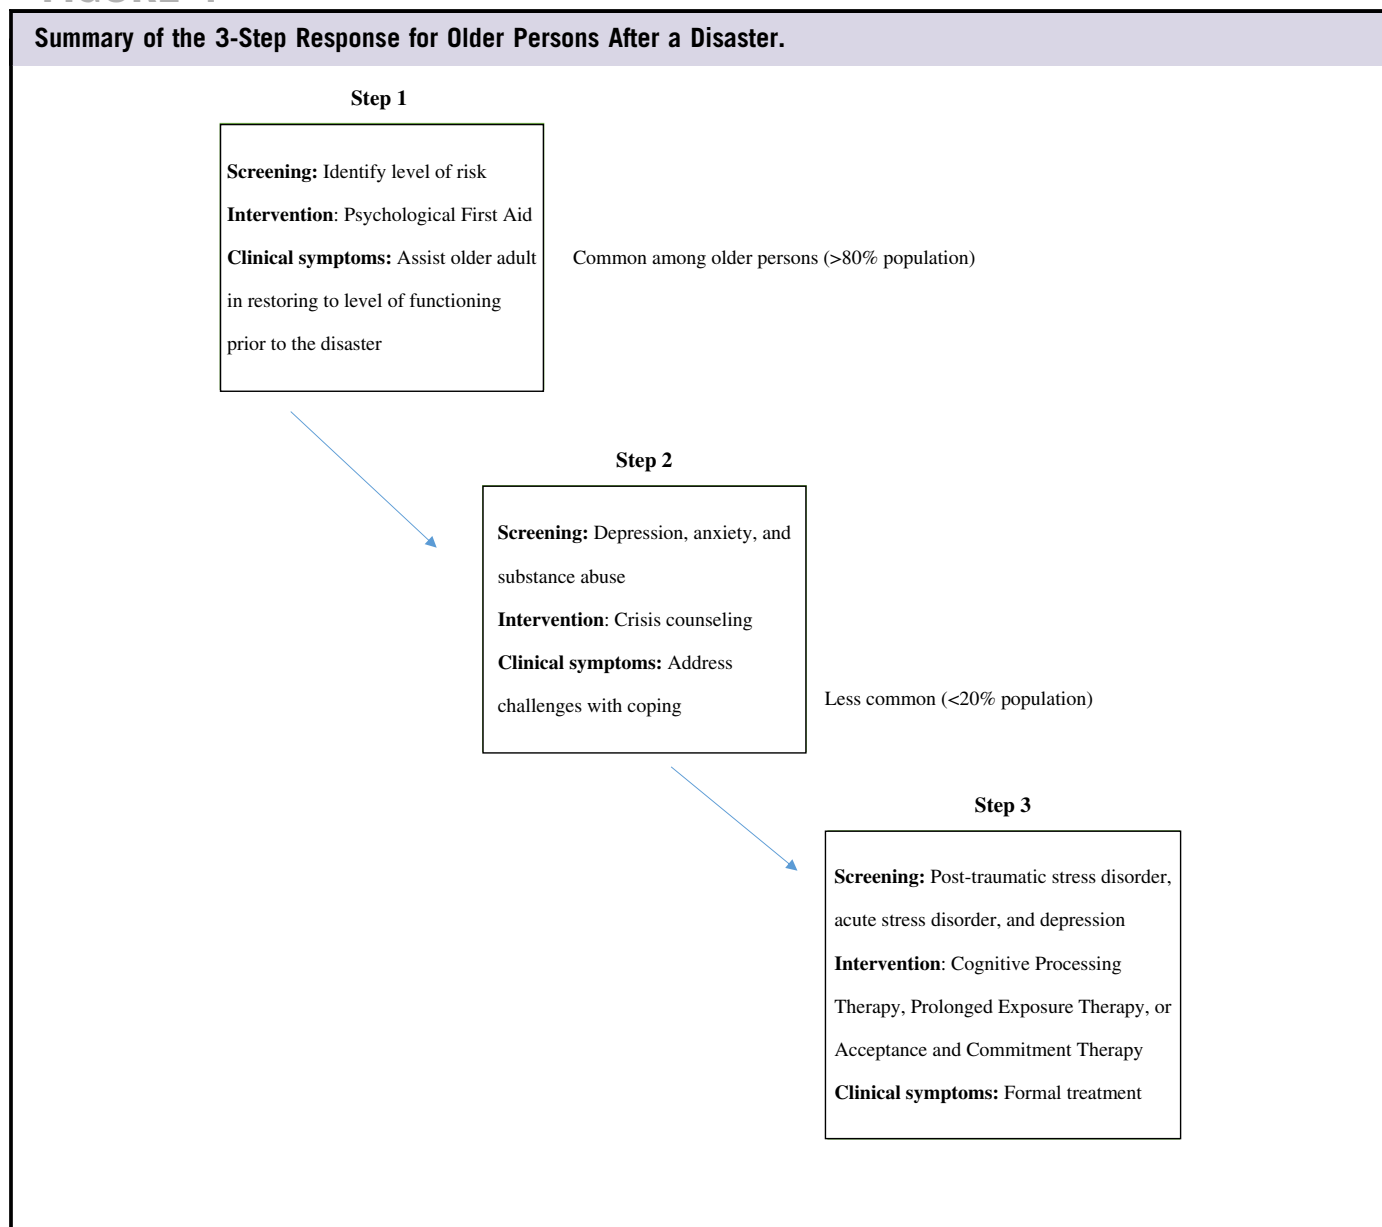 Summary of the 3-Step Response for Older Persons After a Disaster.
Step 1
Screening: Identify level of risk
Intervention: Psychological First Aid
Clinical symptoms: Assist older adult
in restoring to level of functioning
prior to the disaster
Common among older persons (>80% population)
Step 2
Screening: Depression, anxiety, and
substance abuse
Intervention: Crisis counseling
Clinical symptoms: Address
challenges with coping
Less common (<20% population)
Step 3
Screening: Post-traumatic stress disorder,
acute stress disorder, and depression
Intervention: Cognitive Processing
Therapy, Prolonged Exposure Therapy, or
Acceptance and Commitment Therapy
Clinical symptoms: Formal treatment